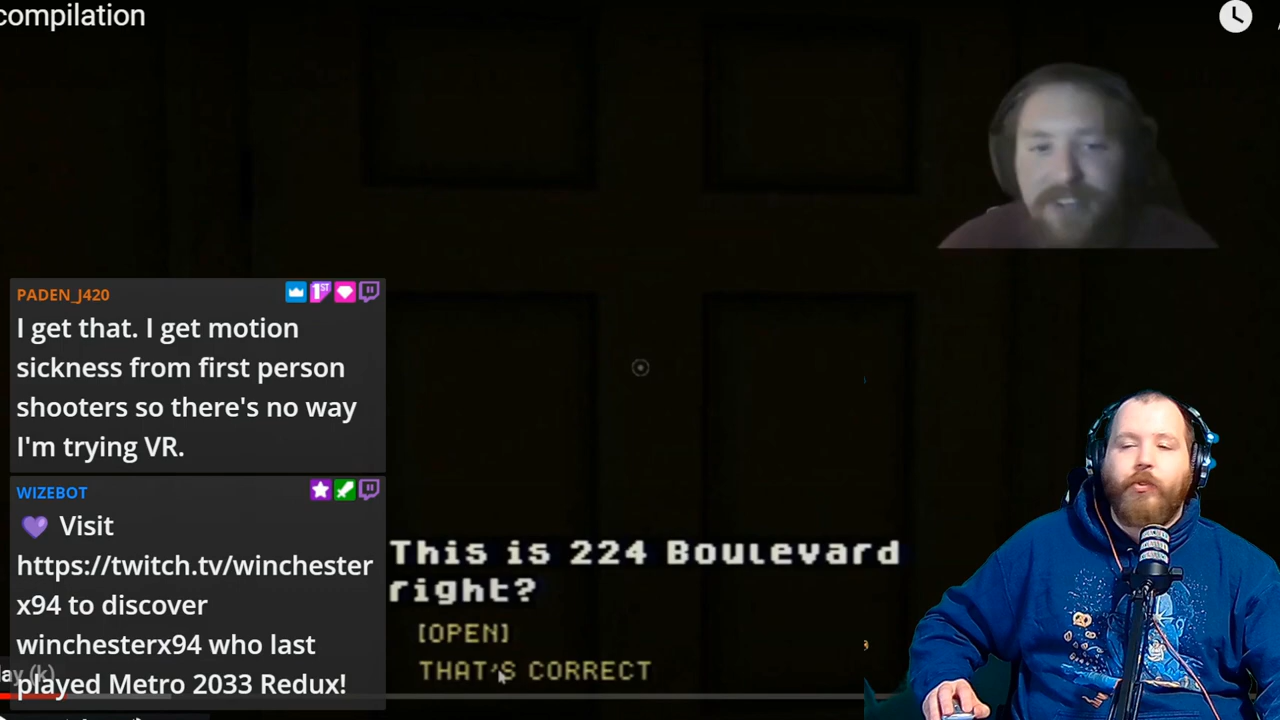 compilation
PADEN_J420
I get that. I get motion
sickness from first person
shooters so there's no way
I'm trying VR.
WIZEBOT
💜 Visit
https://twitch.tv/winchester
x94 to discover
winchesterx94 who last
played Metro 2033 Redux!
This is 224 Boulevard
right?
[OPEN]
THAT'S CORRECT
lay (k)